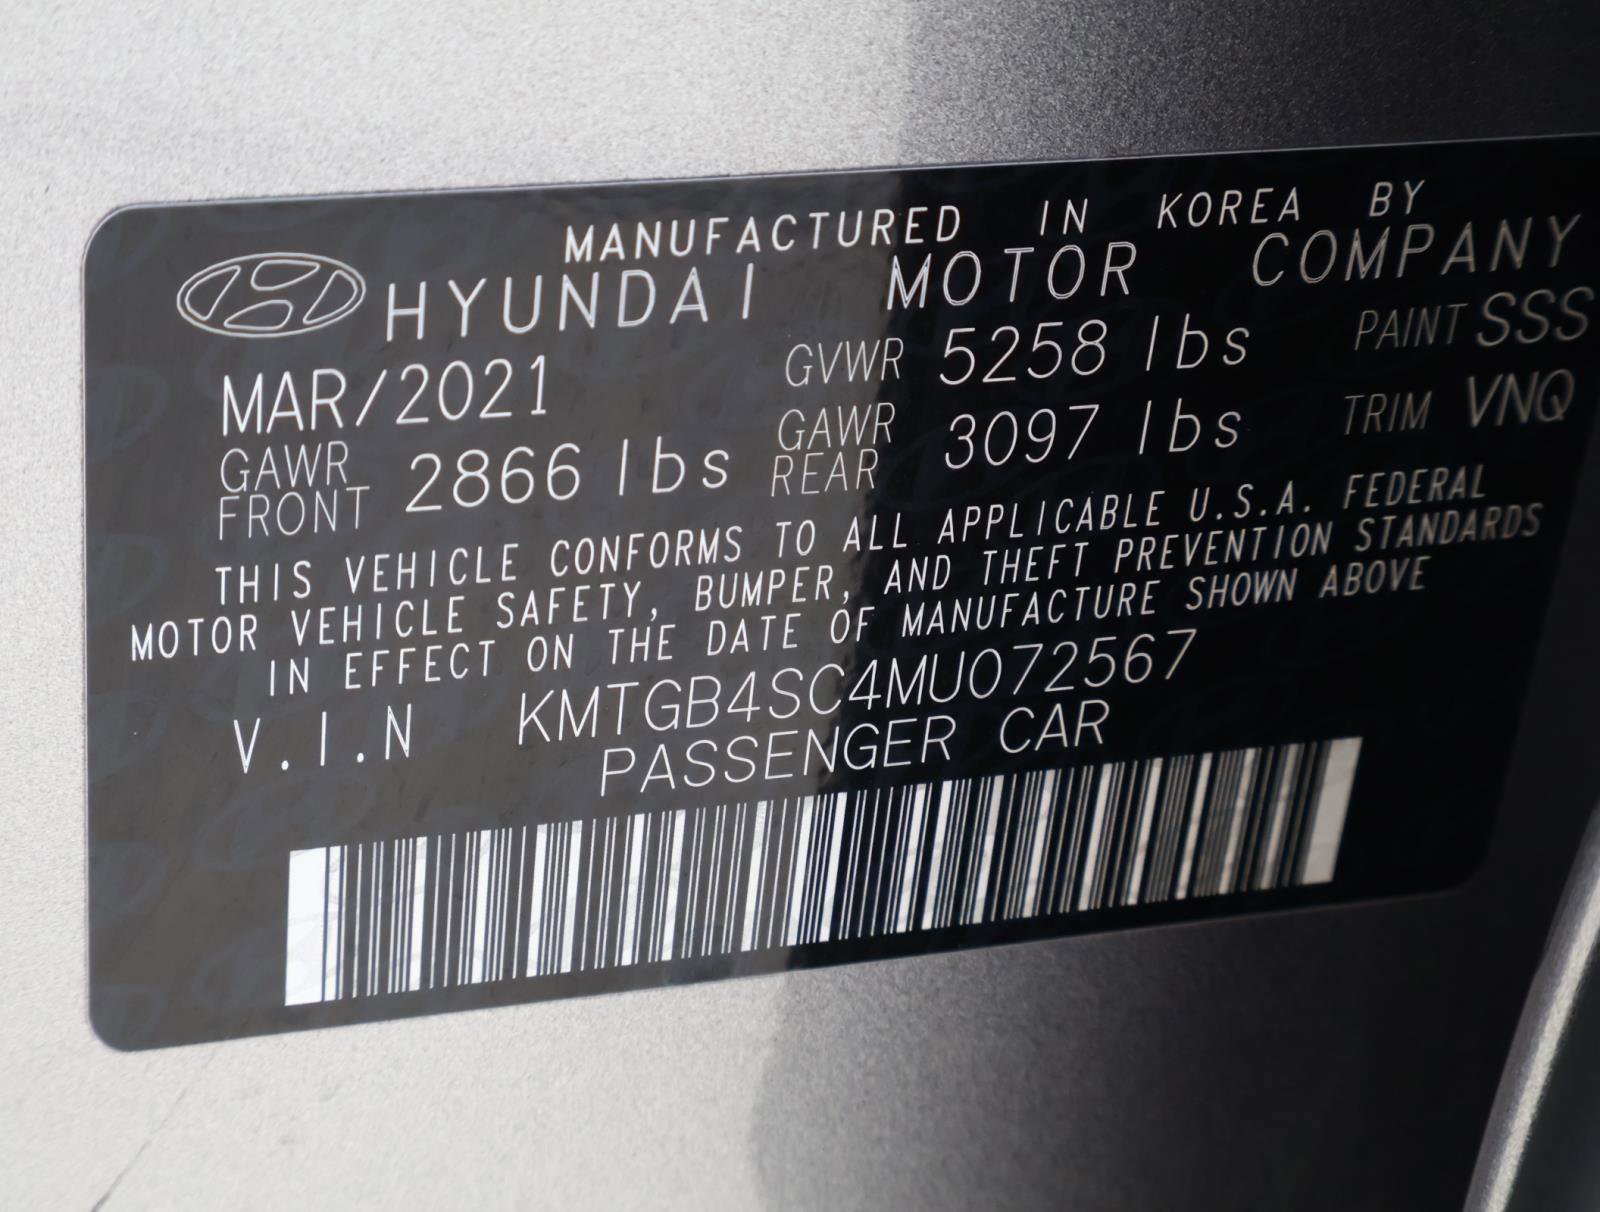 MANUFACTURED IN KOREA BY
HYUNDAI MOTOR COMPANY
MAR/2021 GVWR 5258 lbs PAINT SSS
GAWR FRONT 2866 lbs GAWR REAR 3097 lbs TRIM VNQ
THIS VEHICLE CONFORMS TO ALL APPLICABLE U.S.A. FEDERAL
MOTOR VEHICLE SAFETY, BUMPER, AND THEFT PREVENTION STANDARDS
IN EFFECT ON THE DATE OF MANUFACTURE SHOWN ABOVE
V.I.N KMTGB4SC4MU072567
PASSENGER CAR